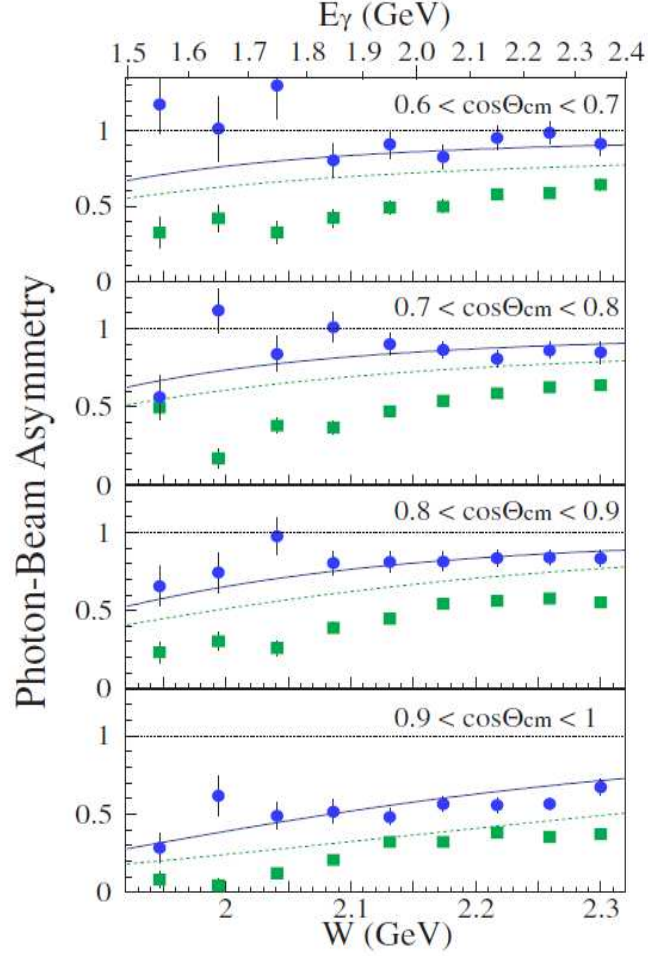 Eγ (GeV)
1.5 1.6 1.7 1.8 1.9 2.0 2.1 2.2 2.3 2.4
0.6 < cosΘcm < 0.7
1
0.5
0
0.7 < cosΘcm < 0.8
1
0.5
0
0.8 < cosΘcm < 0.9
1
0.5
0
0.9 < cosΘcm < 1
1
0.5
0
Photon-Beam Asymmetry
2 2.1 2.2 2.3
W (GeV)